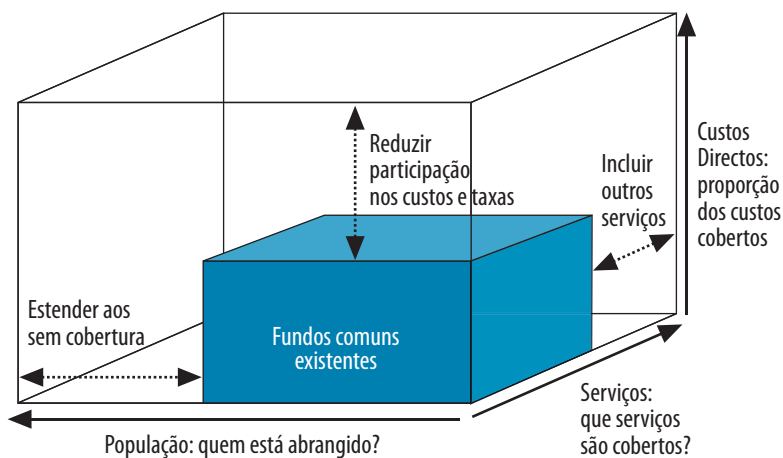 Reduzir
participação
nos custos e taxas
Incluir
outros
serviços
Custos
Directos:
proporção
dos custos
cobertos
Estender aos
sem cobertura
Fundos comuns
existentes
Serviços:
que serviços
são cobertos?
População: quem está abrangido?